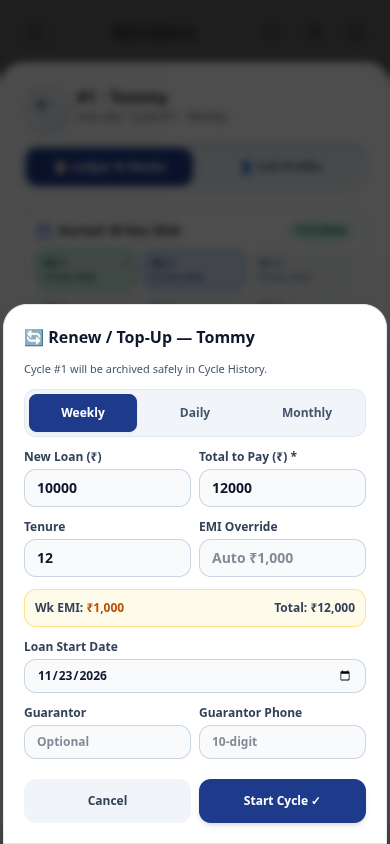 #1 · Tommy
🔄 Renew / Top-Up — Tommy
Cycle #1 will be archived safely in Cycle History.
Weekly Daily Monthly
New Loan (₹) Total to Pay (₹) *
10000 12000
Tenure EMI Override
12 Auto ₹1,000
Wk EMI: ₹1,000 Total: ₹12,000
Loan Start Date
11/23/2026
Guarantor Guarantor Phone
Optional 10-digit
Cancel Start Cycle ✓